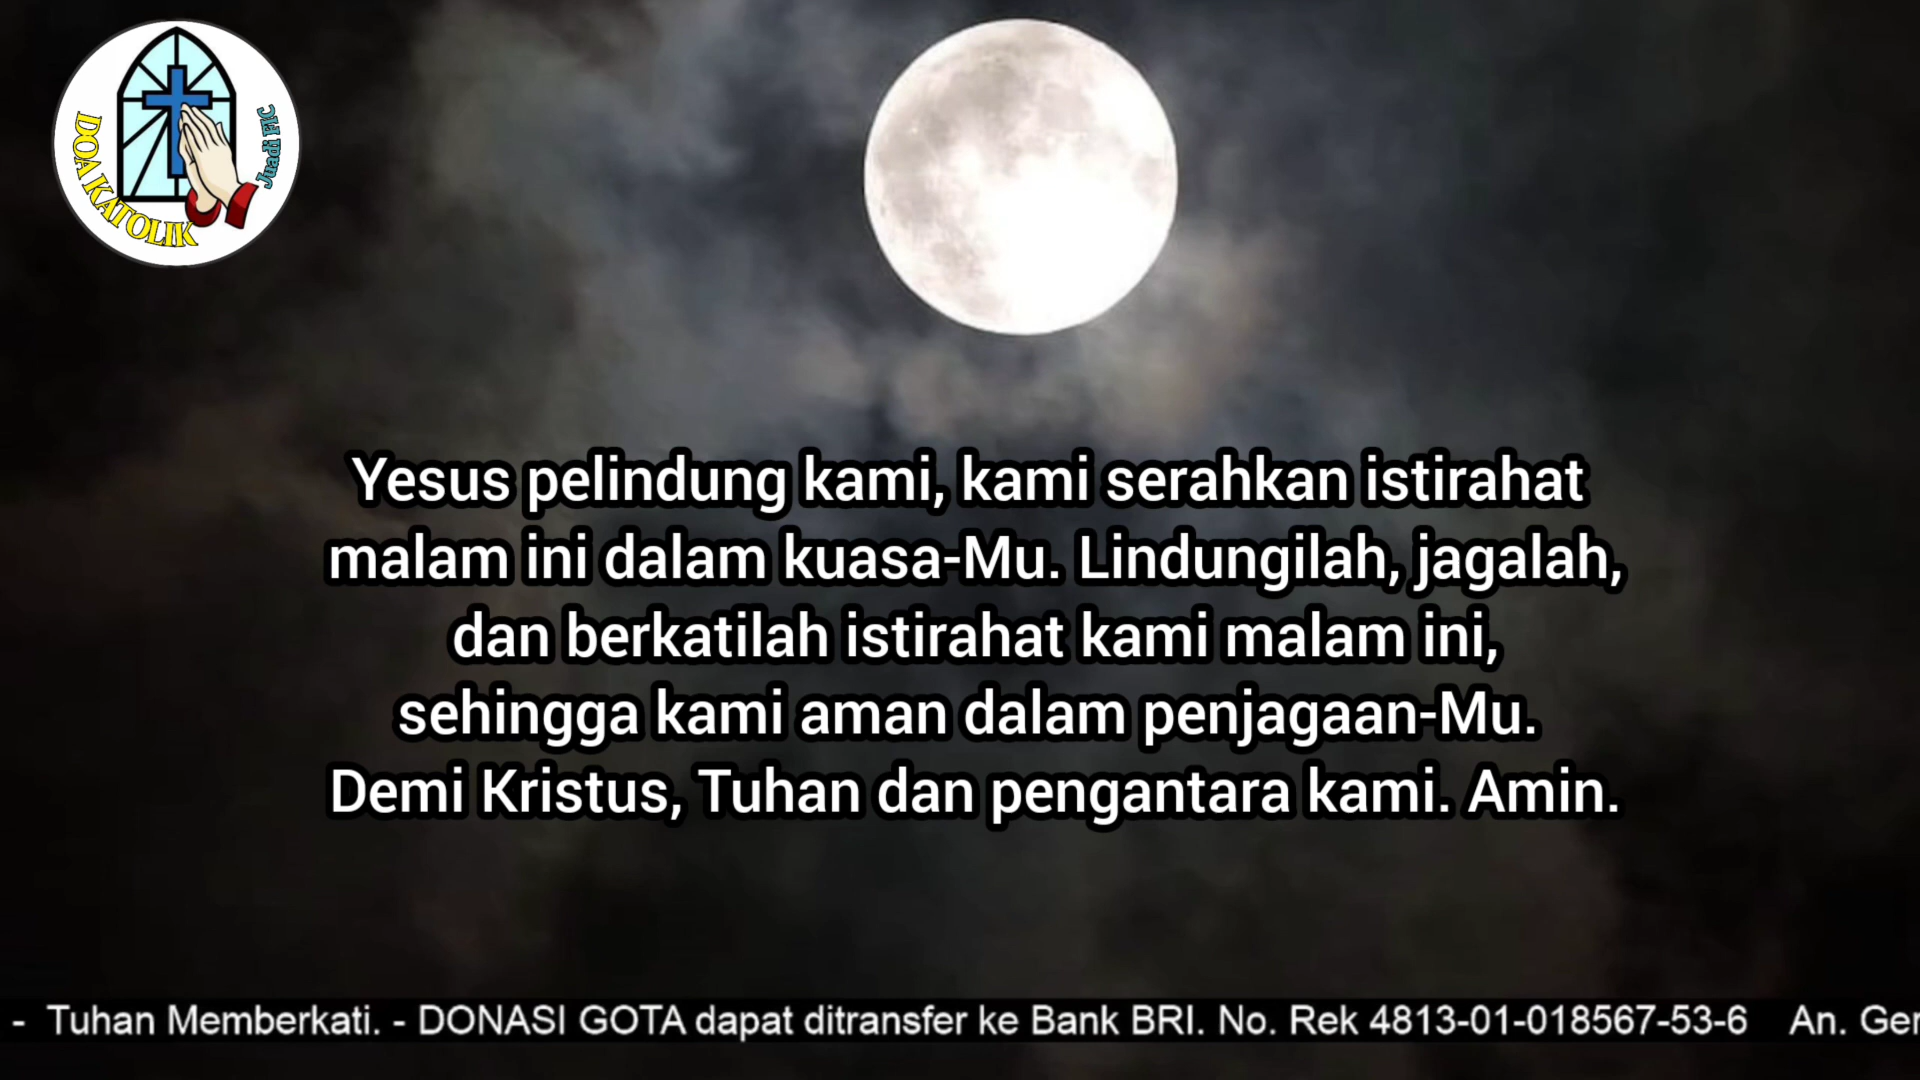 DOA KATOLIK
Juadi FIC
Yesus pelindung kami, kami serahkan istirahat
malam ini dalam kuasa-Mu. Lindungilah, jagalah,
dan berkatilah istirahat kami malam ini,
sehingga kami aman dalam penjagaan-Mu.
Demi Kristus, Tuhan dan pengantara kami. Amin.
- Tuhan Memberkati. - DONASI GOTA dapat ditransfer ke Bank BRI. No. Rek 4813-01-018567-53-6 An. Ger